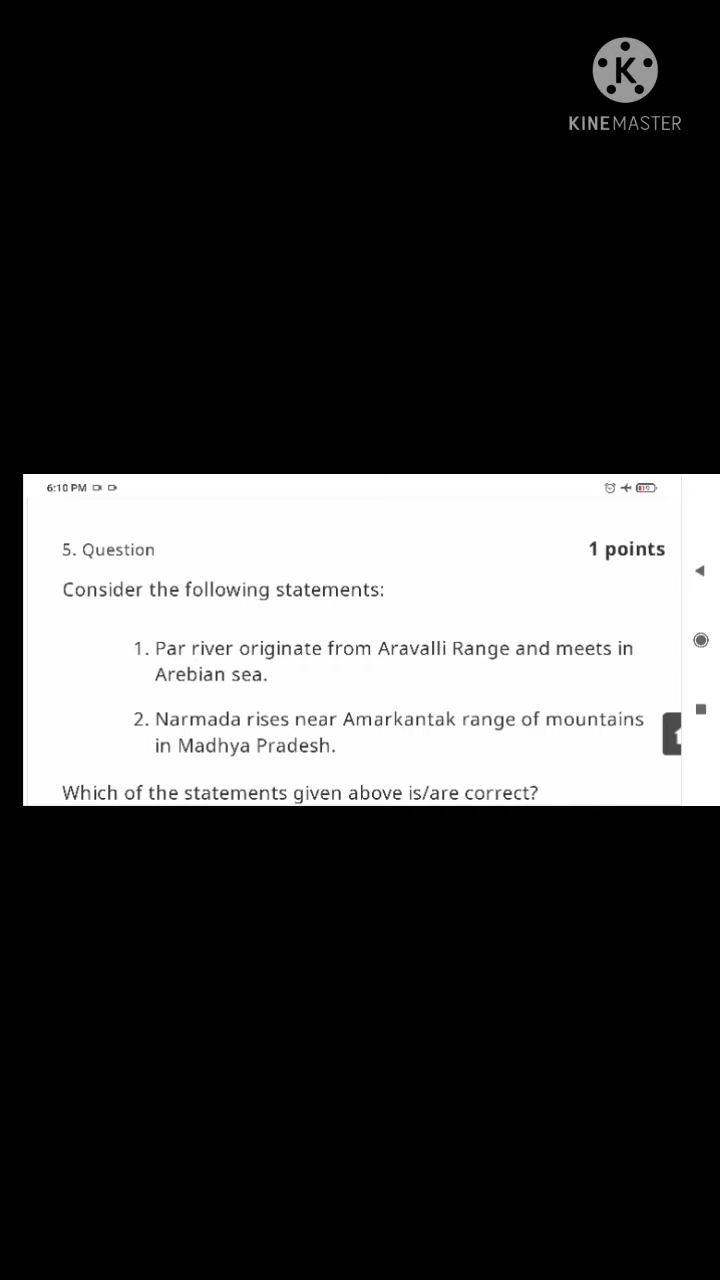 K
KINEMASTER
6:10 PM
19
5. Question
1 points
Consider the following statements:
1. Par river originate from Aravalli Range and meets in
Arebian sea.
2. Narmada rises near Amarkantak range of mountains
in Madhya Pradesh.
Which of the statements given above is/are correct?